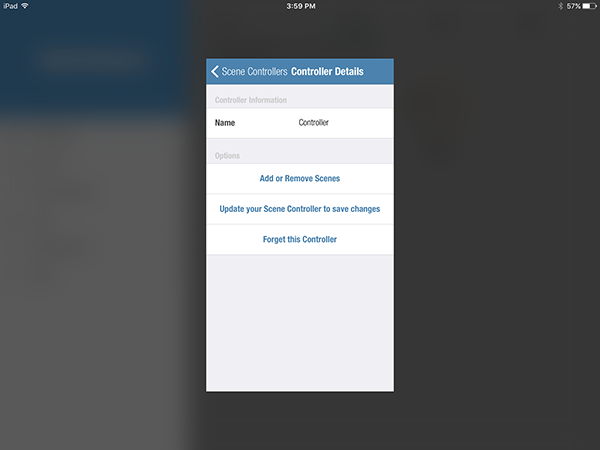 iPad 3:59 PM 57%
Scene Controllers Controller Details
Controller Information
Name Controller
Options
Add or Remove Scenes
Update your Scene Controller to save changes
Forget this Controller